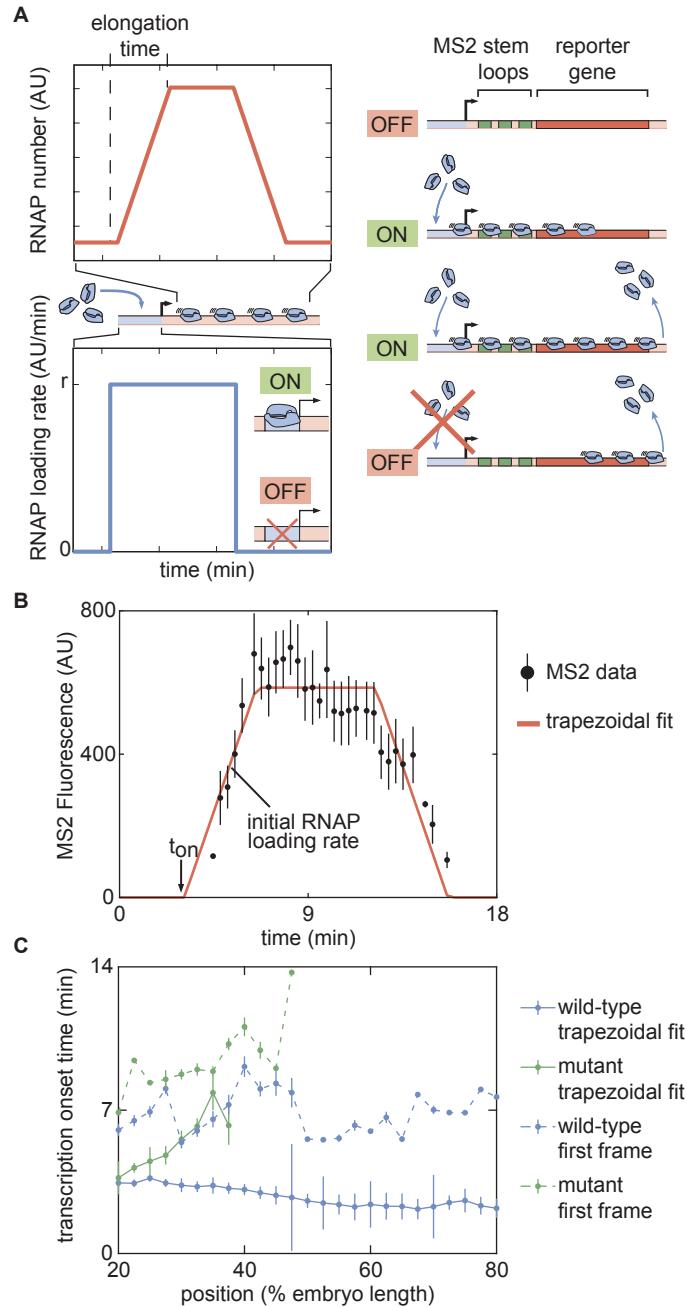 A
elongation
time
RNAP number (AU)
MS2 stem
loops
reporter
gene
OFF
ON
ON
OFF
RNAP loading rate (AU/min)
r
0
ON
OFF
time (min)
B
MS2 Fluorescence (AU)
800
400
0
ton
initial RNAP
loading rate
0
9
18
time (min)
MS2 data
trapezoidal fit
C
transcription onset time (min)
14
7
0
20
40
60
80
position (% embryo length)
wild-type
trapezoidal fit
mutant
trapezoidal fit
wild-type
first frame
mutant
first frame